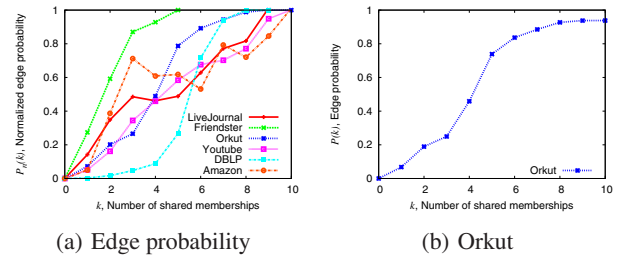 P_n(k), Normalized edge probability
1
0.8
0.6
0.4
0.2
0
0 2 4 6 8 10
k, Number of shared memberships
LiveJournal
Friendster
Orkut
Youtube
DBLP
Amazon
(a) Edge probability
P(k), Edge probability
1
0.8
0.6
0.4
0.2
0
0 2 4 6 8 10
k, Number of shared memberships
Orkut
(b) Orkut